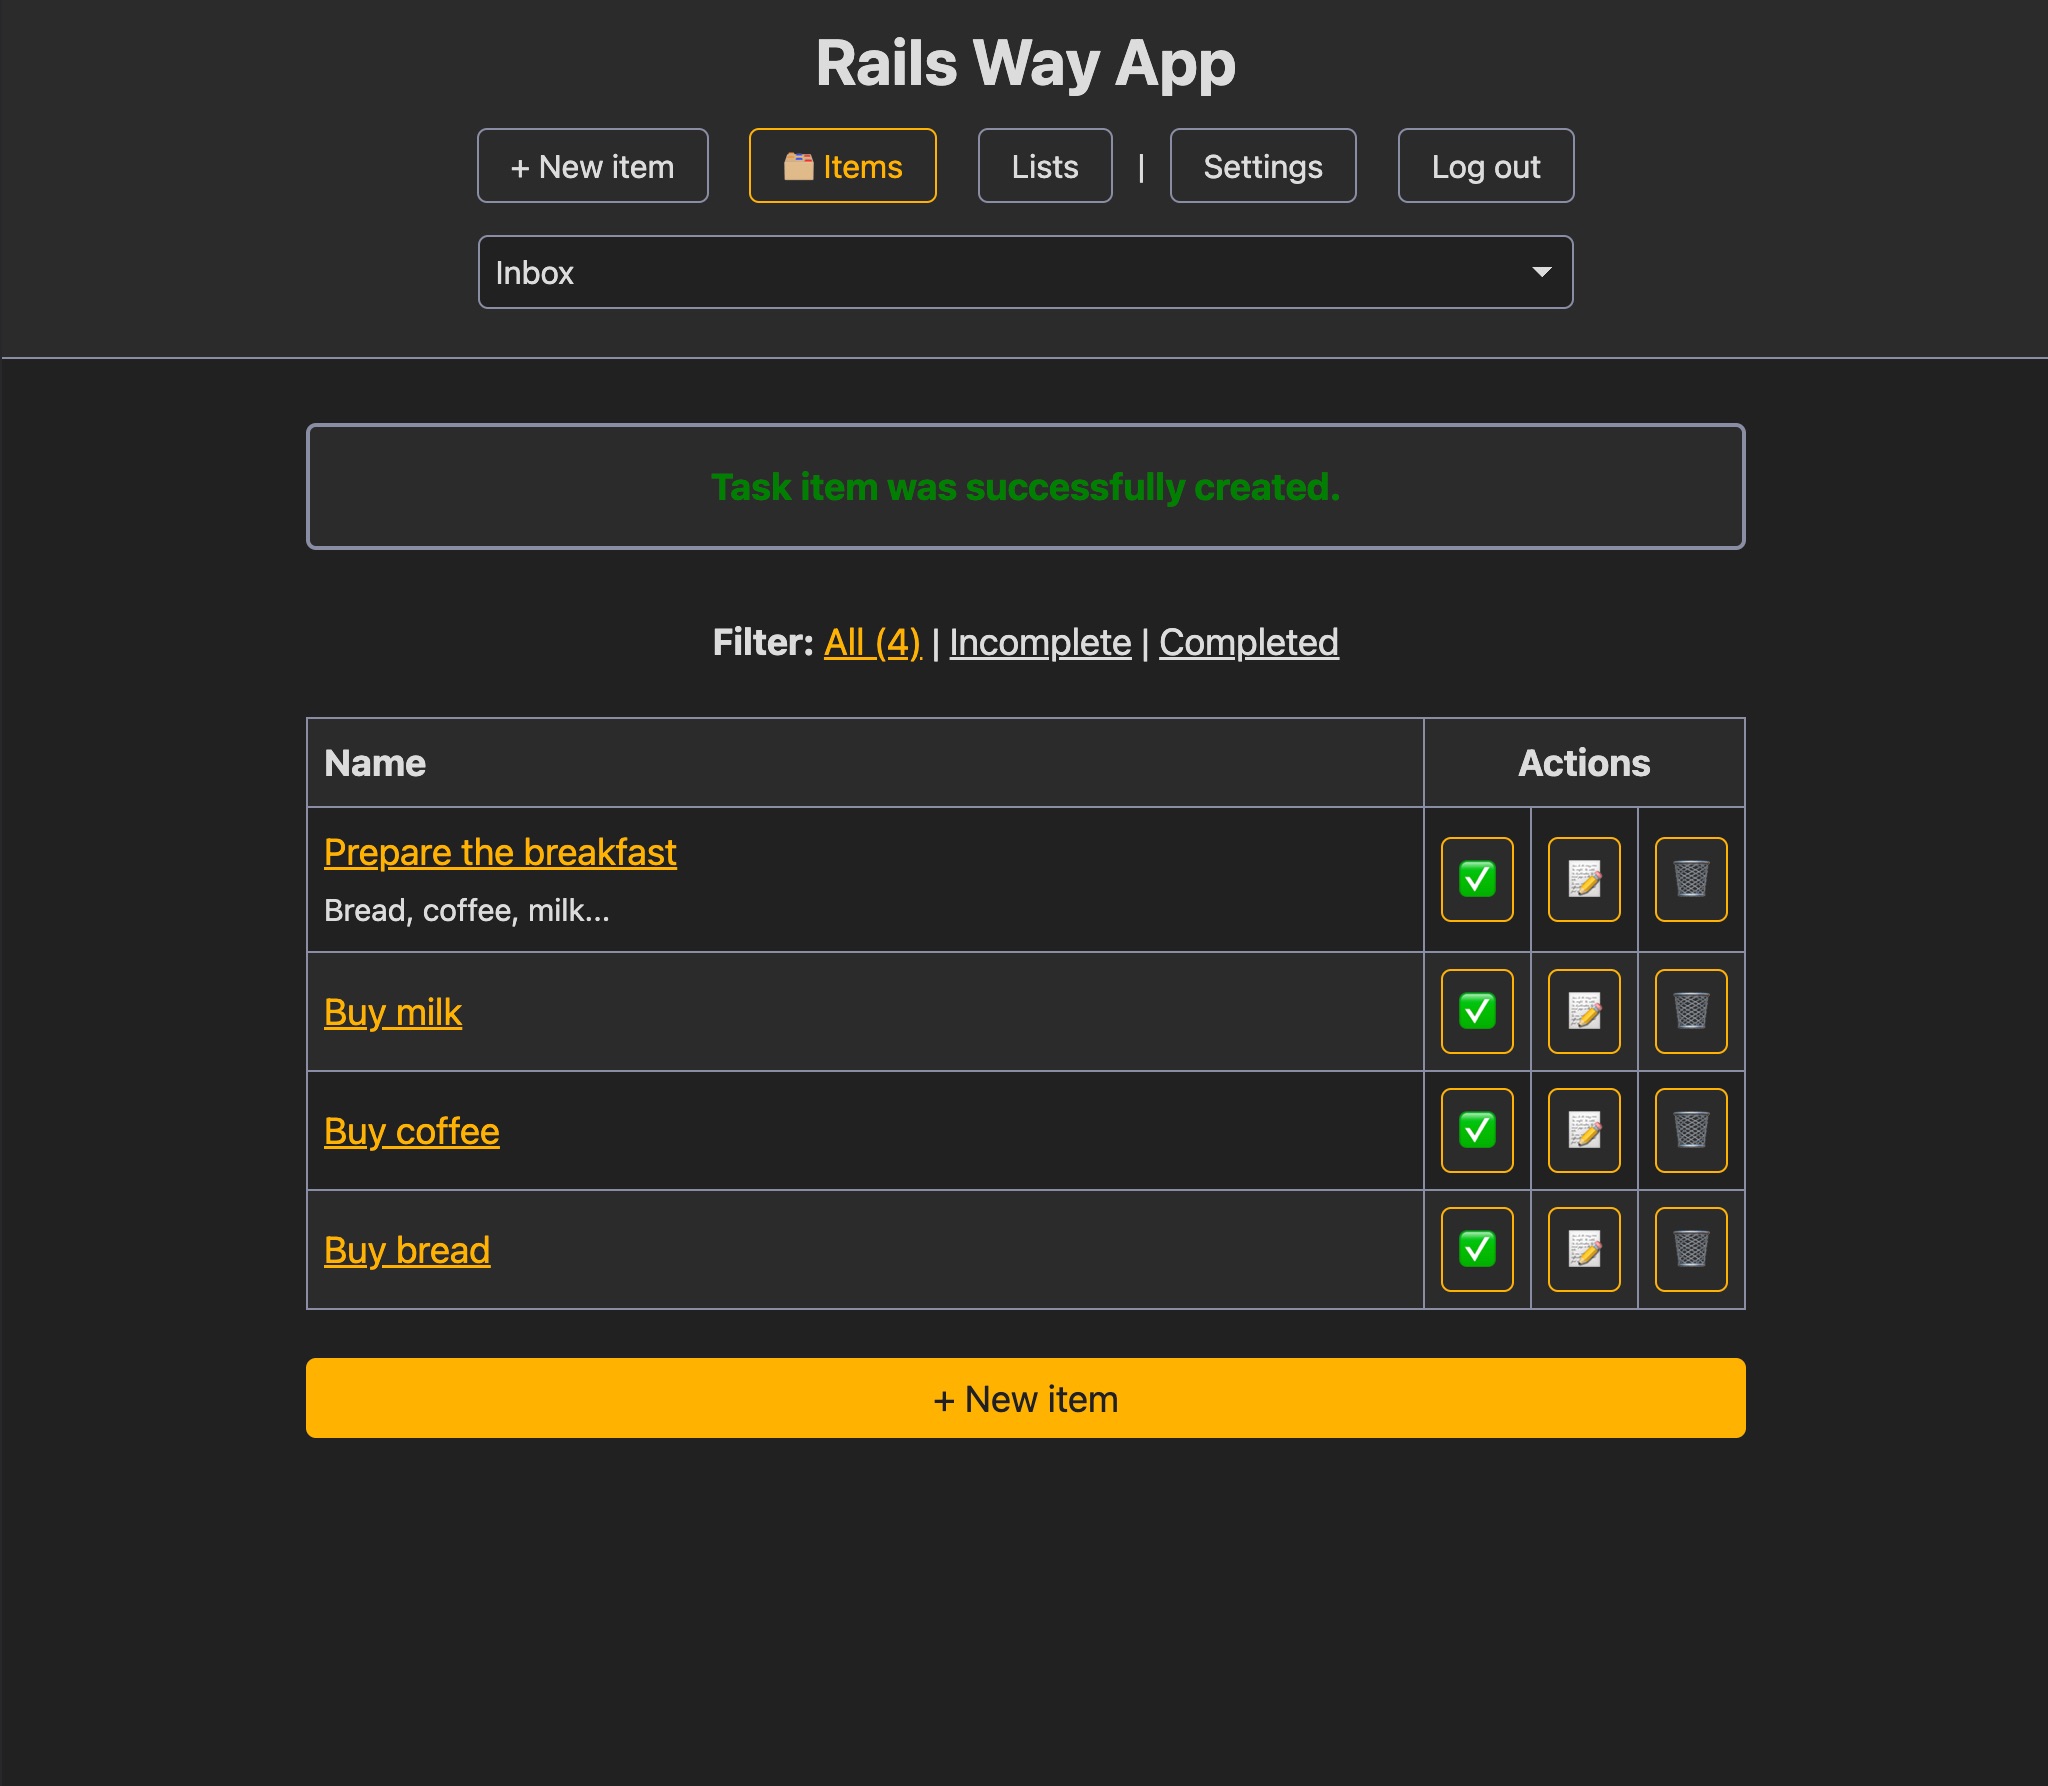 Rails Way App
+ New item
Items
Lists
|
Settings
Log out
Inbox
Task item was successfully created.
Filter: All (4) | Incomplete | Completed
Name
Actions
Prepare the breakfast
Bread, coffee, milk...
Buy milk
Buy coffee
Buy bread
+ New item